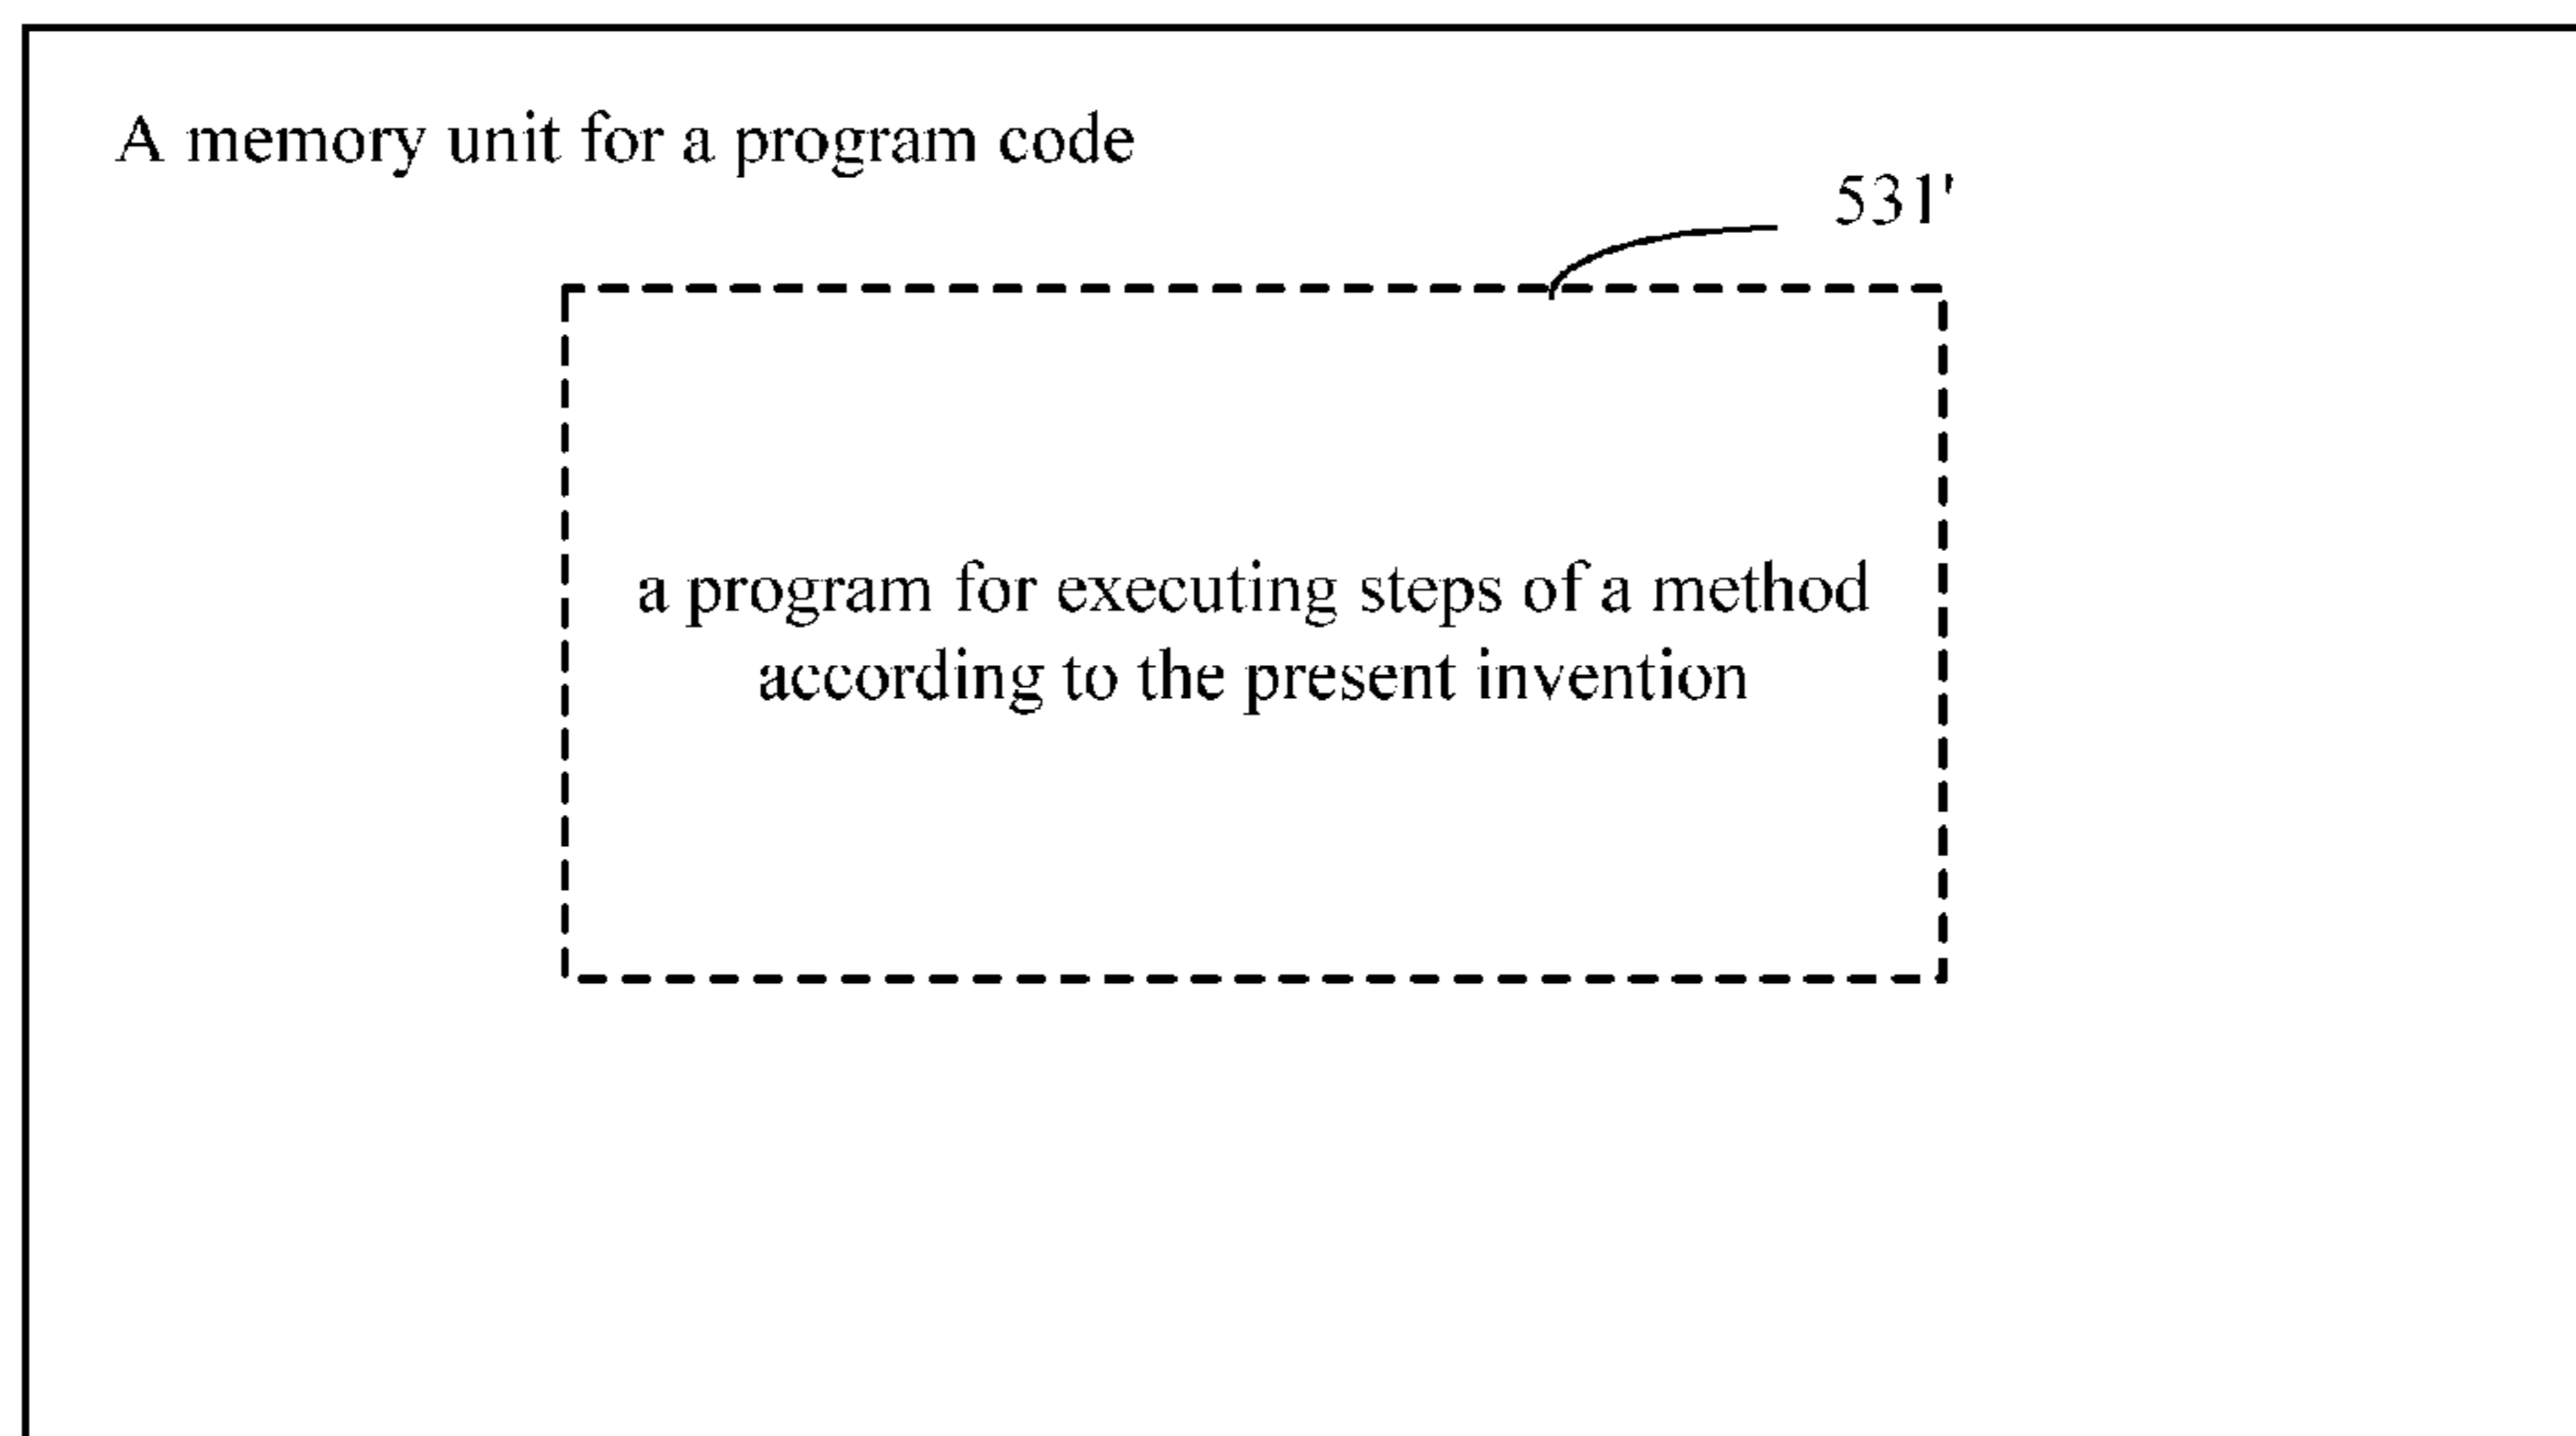 A memory unit for a program code
531'
a program for executing steps of a method
according to the present invention